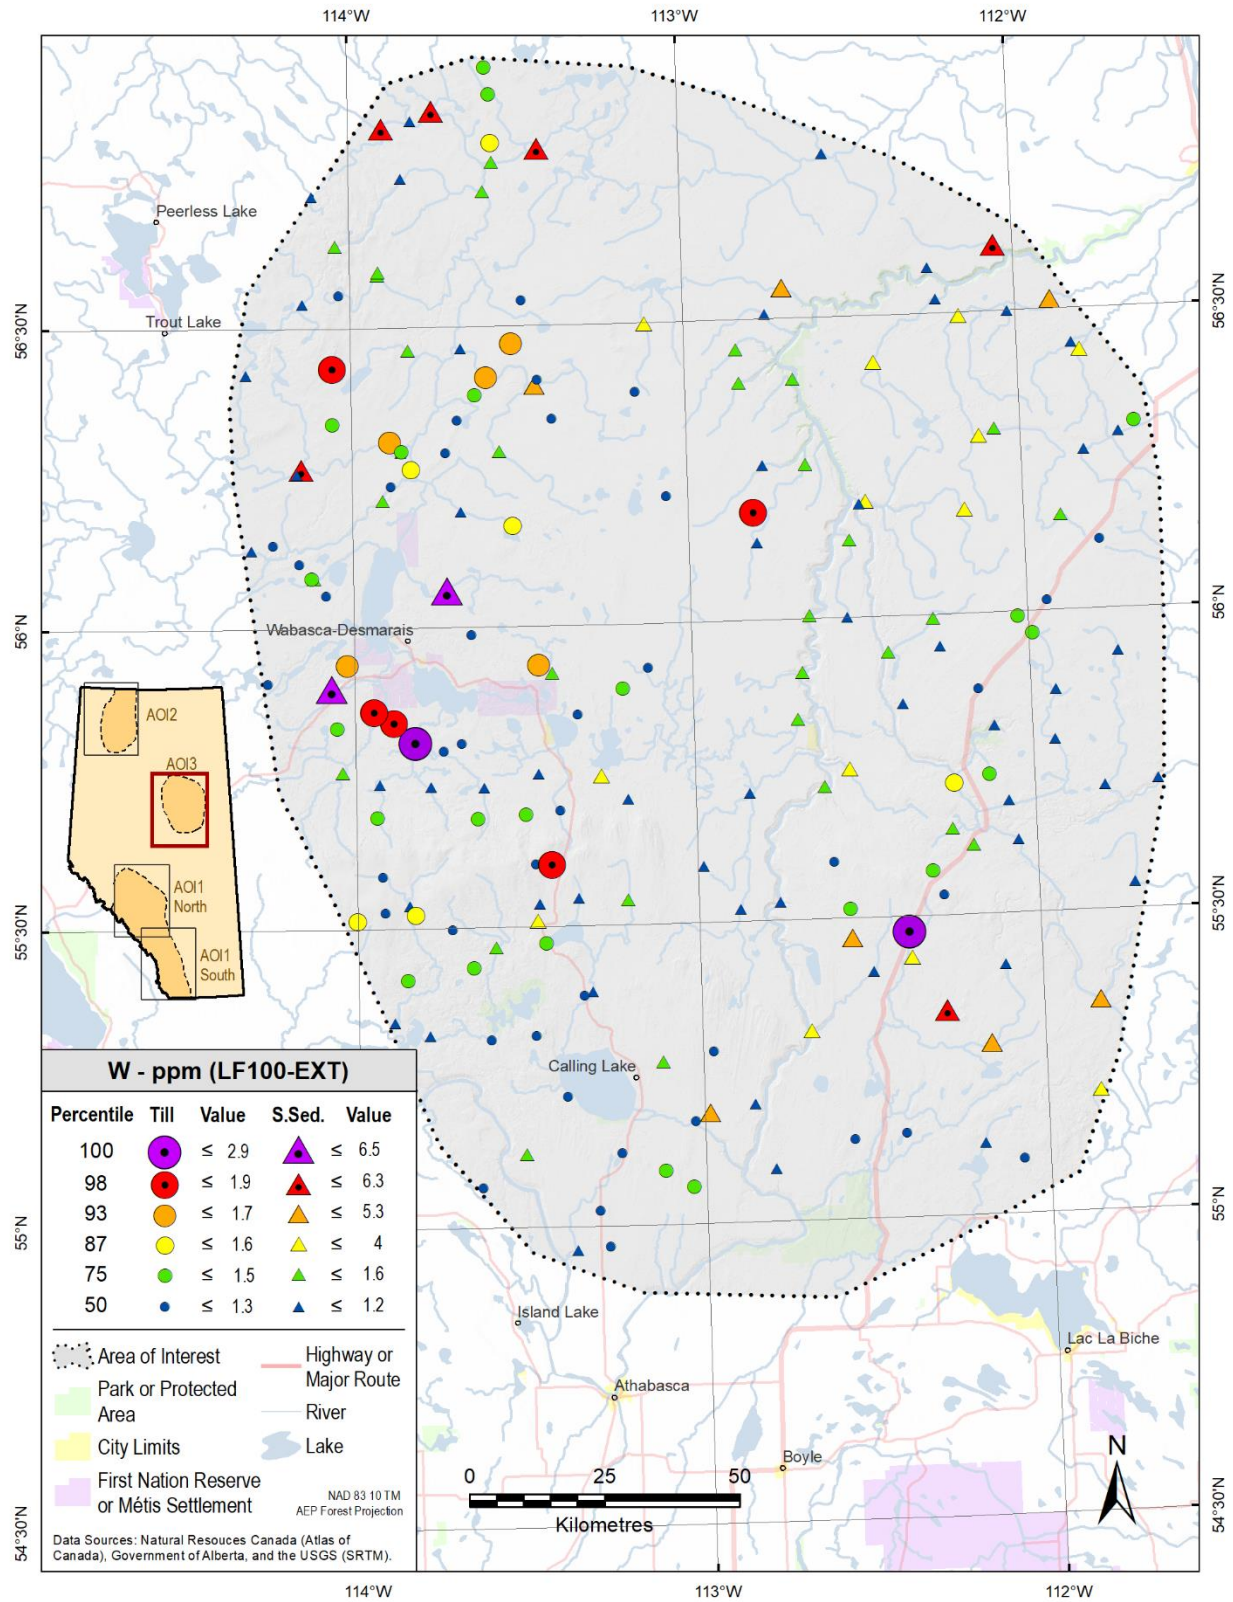 114°W 113°W 112°W
Peerless Lake
Trout Lake
56°30'N 56°30'N
56°N 56°N
Wabasca-Desmarais
AOI2
AOI3
AOI1
North
AOI1
South
55°30'N 55°30'N
Calling Lake
W - ppm (LF100-EXT)
Percentile Till Value S.Sed. Value
100 ≤ 2.9 ≤ 6.5
98 ≤ 1.9 ≤ 6.3
93 ≤ 1.7 ≤ 5.3
87 ≤ 1.6 ≤ 4
75 ≤ 1.5 ≤ 1.6
50 ≤ 1.3 ≤ 1.2
55°N 55°N
Area of Interest
Park or Protected
Area
City Limits
First Nation Reserve
or Métis Settlement
Highway or
Major Route
River
Lake
NAD 83 10 TM
AEP Forest Projection
Data Sources: Natural Resouces Canada (Atlas of
Canada), Government of Alberta, and the USGS (SRTM).
Island Lake
Lac La Biche
Athabasca
Boyle
0 25 50
Kilometres
N
54°30'N 54°30'N
114°W 113°W 112°W